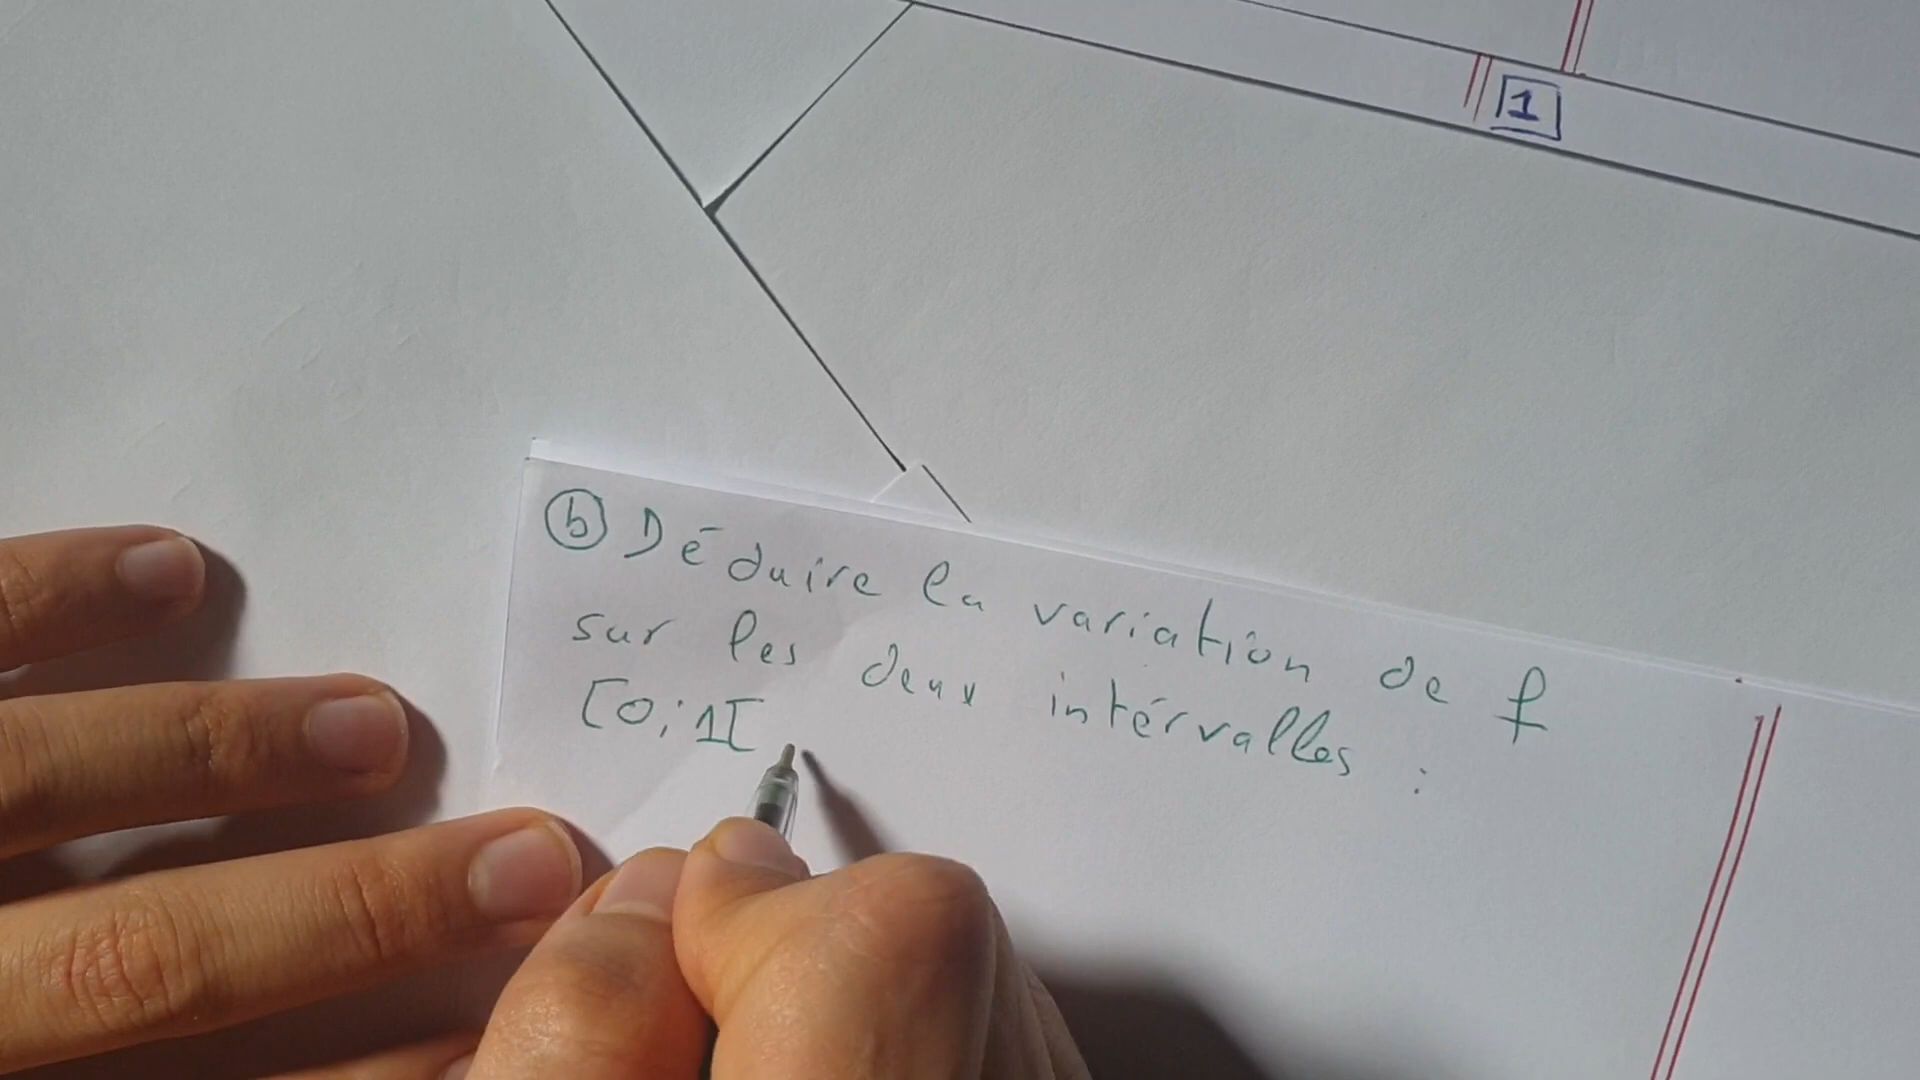 1
b Déduire la variation de f
sur les deux intérvalles :
[0; 1[